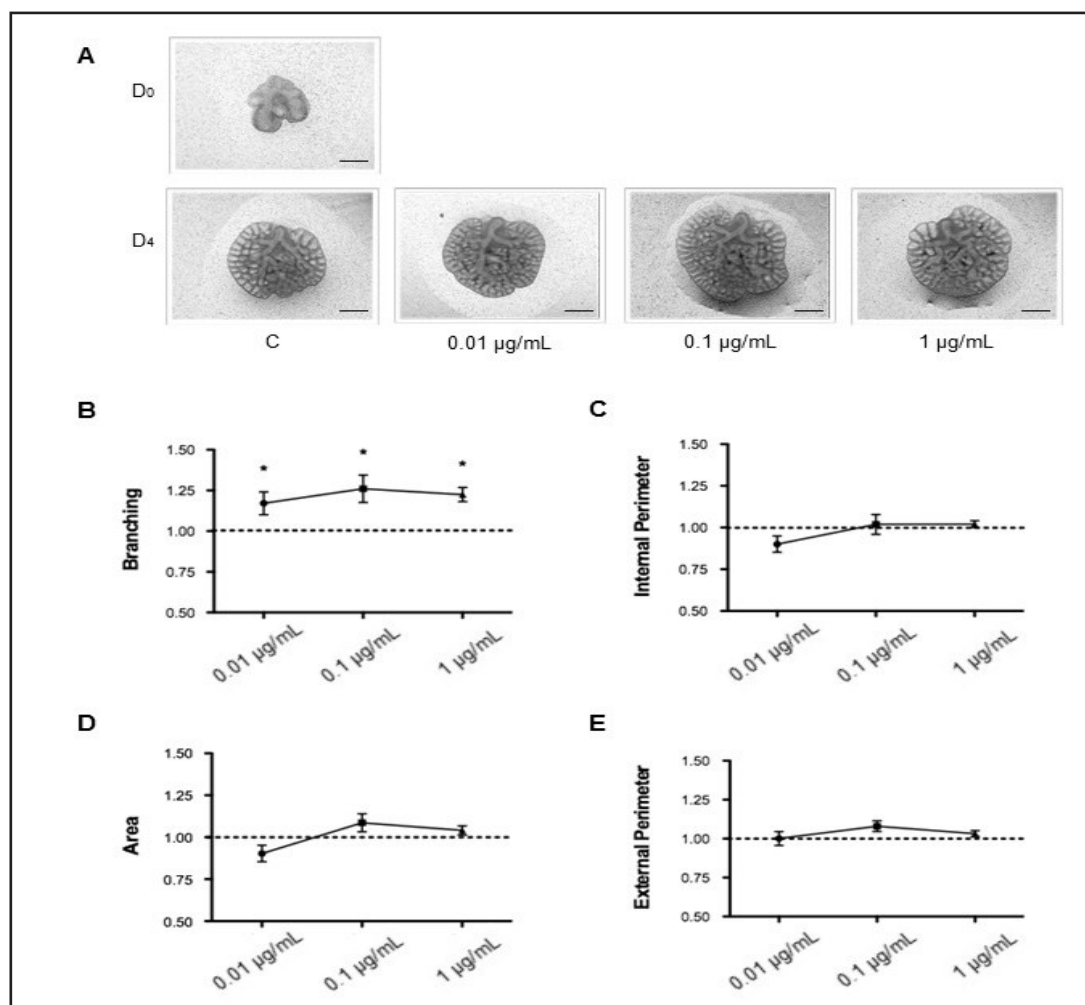 A
D0
D4
C
0.01 µg/mL
0.1 µg/mL
1 µg/mL
B
Branching
1.50
1.25
1.00
0.75
0.50
*
*
*
0.01 µg/mL
0.1 µg/mL
1 µg/mL
C
Internal Perimeter
1.50
1.25
1.00
0.75
0.50
0.01 µg/mL
0.1 µg/mL
1 µg/mL
D
Area
1.50
1.25
1.00
0.75
0.50
0.01 µg/mL
0.1 µg/mL
1 µg/mL
E
External Perimeter
1.50
1.25
1.00
0.75
0.50
0.01 µg/mL
0.1 µg/mL
1 µg/mL